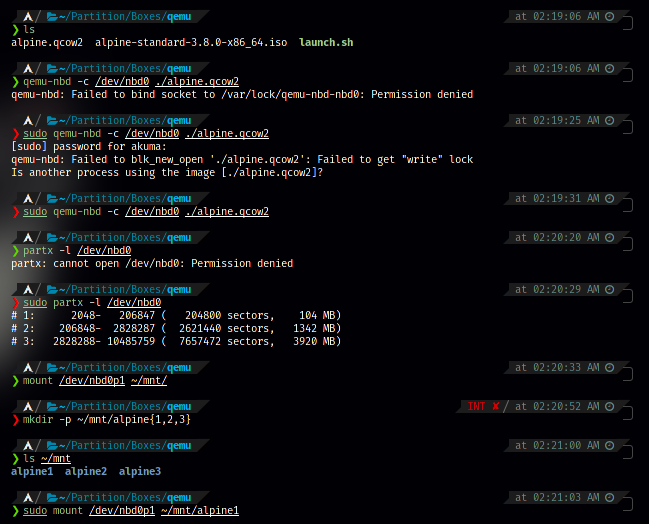 ~/Partition/Boxes/qemu at 02:19:06 AM
❯ ls
alpine.qcow2 alpine-standard-3.8.0-x86_64.iso launch.sh
~/Partition/Boxes/qemu at 02:19:06 AM
❯ qemu-nbd -c /dev/nbd0 ./alpine.qcow2
qemu-nbd: Failed to bind socket to /var/lock/qemu-nbd-nbd0: Permission denied
~/Partition/Boxes/qemu at 02:19:25 AM
❯ sudo qemu-nbd -c /dev/nbd0 ./alpine.qcow2
[sudo] password for akuma:
qemu-nbd: Failed to blk_new_open './alpine.qcow2': Failed to get "write" lock
Is another process using the image [./alpine.qcow2]?
~/Partition/Boxes/qemu at 02:19:31 AM
❯ sudo qemu-nbd -c /dev/nbd0 ./alpine.qcow2
~/Partition/Boxes/qemu at 02:20:20 AM
❯ partx -l /dev/nbd0
partx: cannot open /dev/nbd0: Permission denied
~/Partition/Boxes/qemu at 02:20:29 AM
❯ sudo partx -l /dev/nbd0
# 1: 2048- 206847 ( 204800 sectors, 104 MB)
# 2: 206848- 2828287 ( 2621440 sectors, 1342 MB)
# 3: 2828288- 10485759 ( 7657472 sectors, 3920 MB)
~/Partition/Boxes/qemu at 02:20:33 AM
❯ mount /dev/nbd0p1 ~/mnt/
~/Partition/Boxes/qemu INT ✘ at 02:20:52 AM
❯ mkdir -p ~/mnt/alpine{1,2,3}
~/Partition/Boxes/qemu at 02:21:00 AM
❯ ls ~/mnt
alpine1 alpine2 alpine3
~/Partition/Boxes/qemu at 02:21:03 AM
❯ sudo mount /dev/nbd0p1 ~/mnt/alpine1